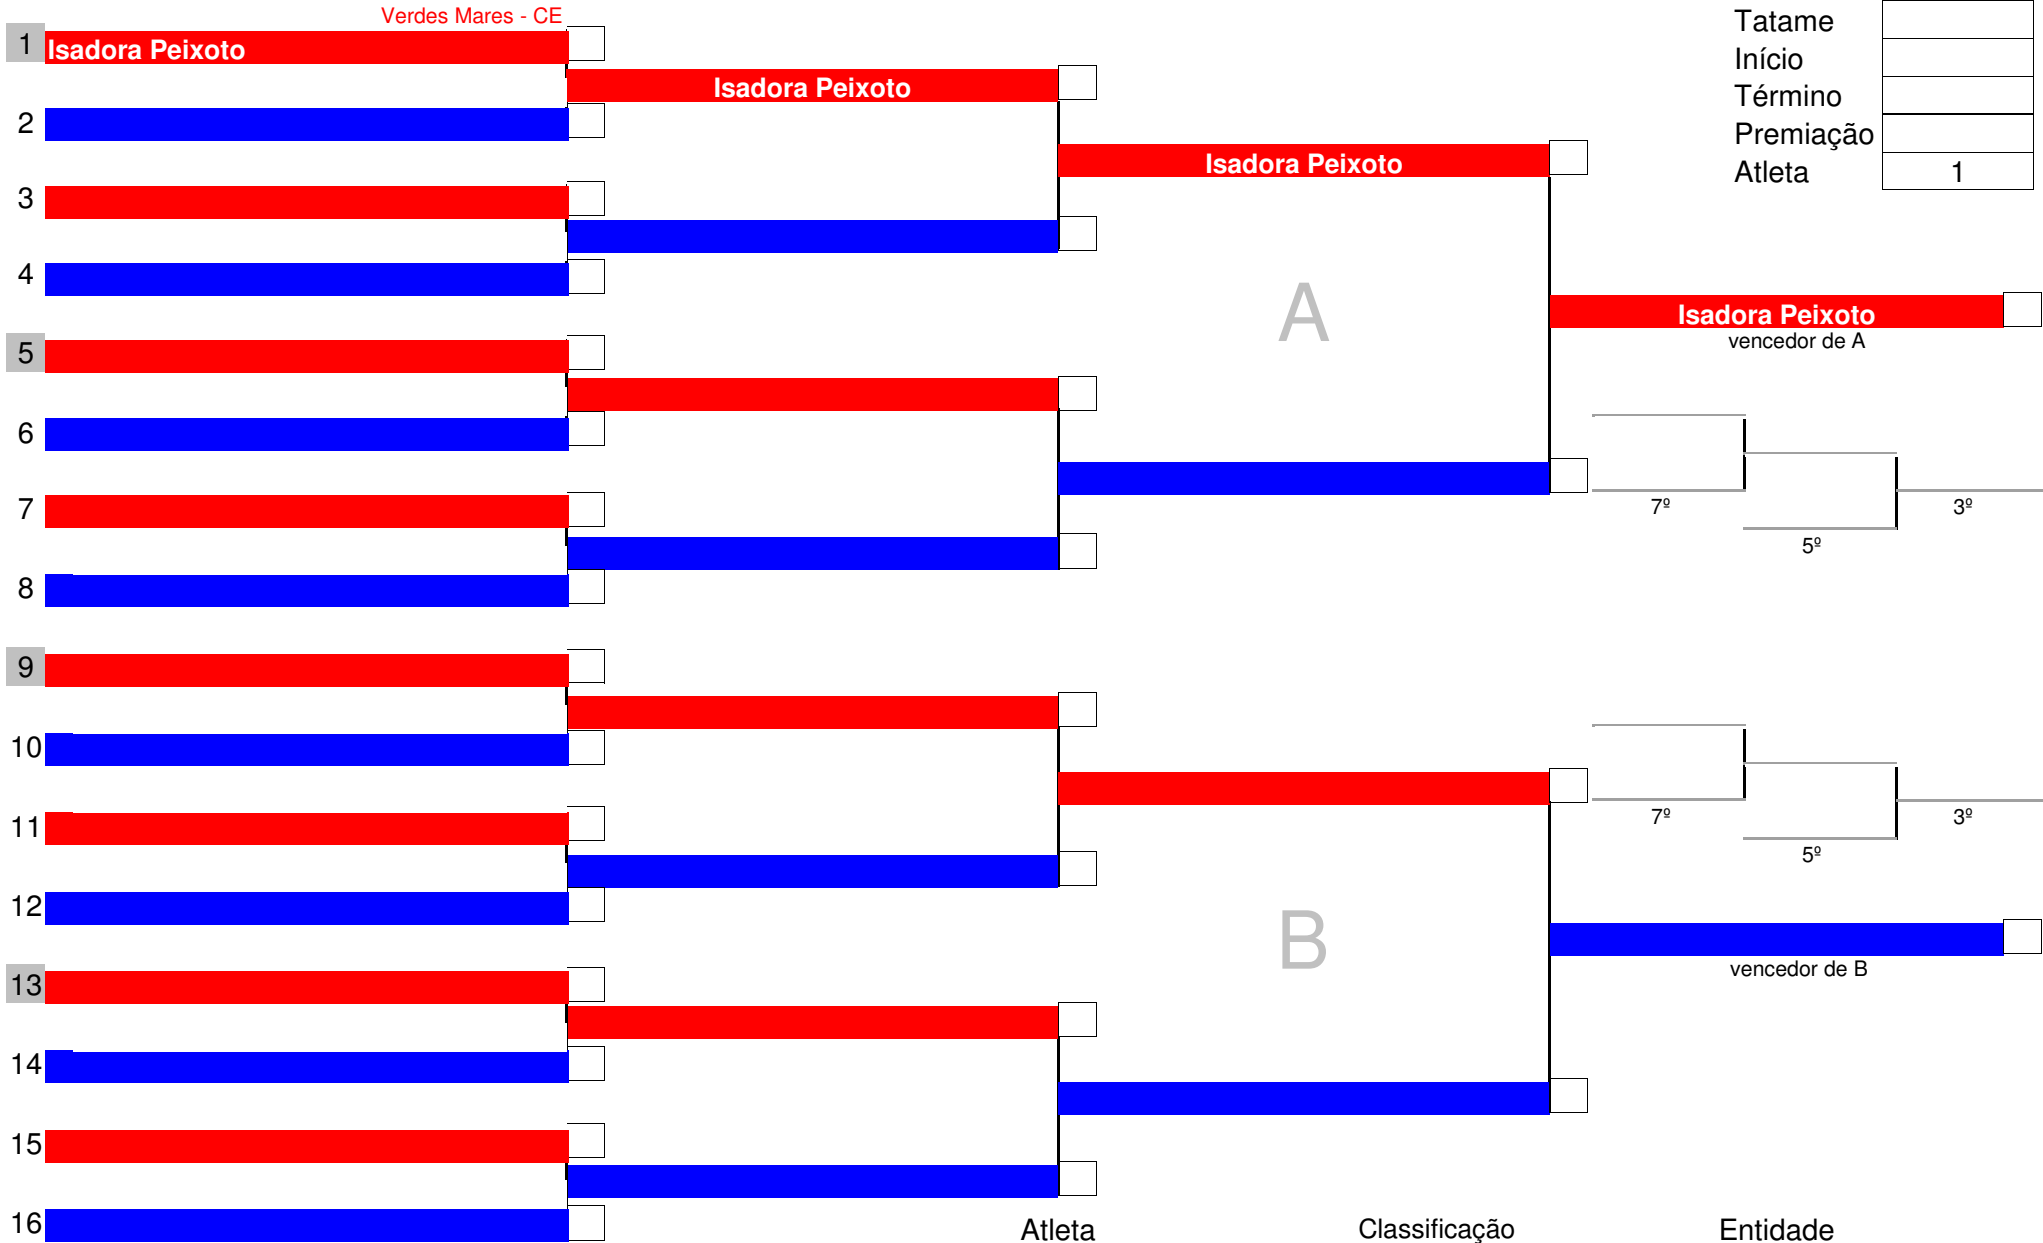 Verdes Mares - CE
Tatame
1 Isadora Peixoto
Início
Isadora Peixoto
Término
2
Premiação
Isadora Peixoto
Atleta 1
3
4
A
Isadora Peixoto
vencedor de A
5
6
7
7º
3º
5º
8
9
10
11
7º
3º
5º
12
B
vencedor de B
13
14
15
16
Atleta Classificação Entidade